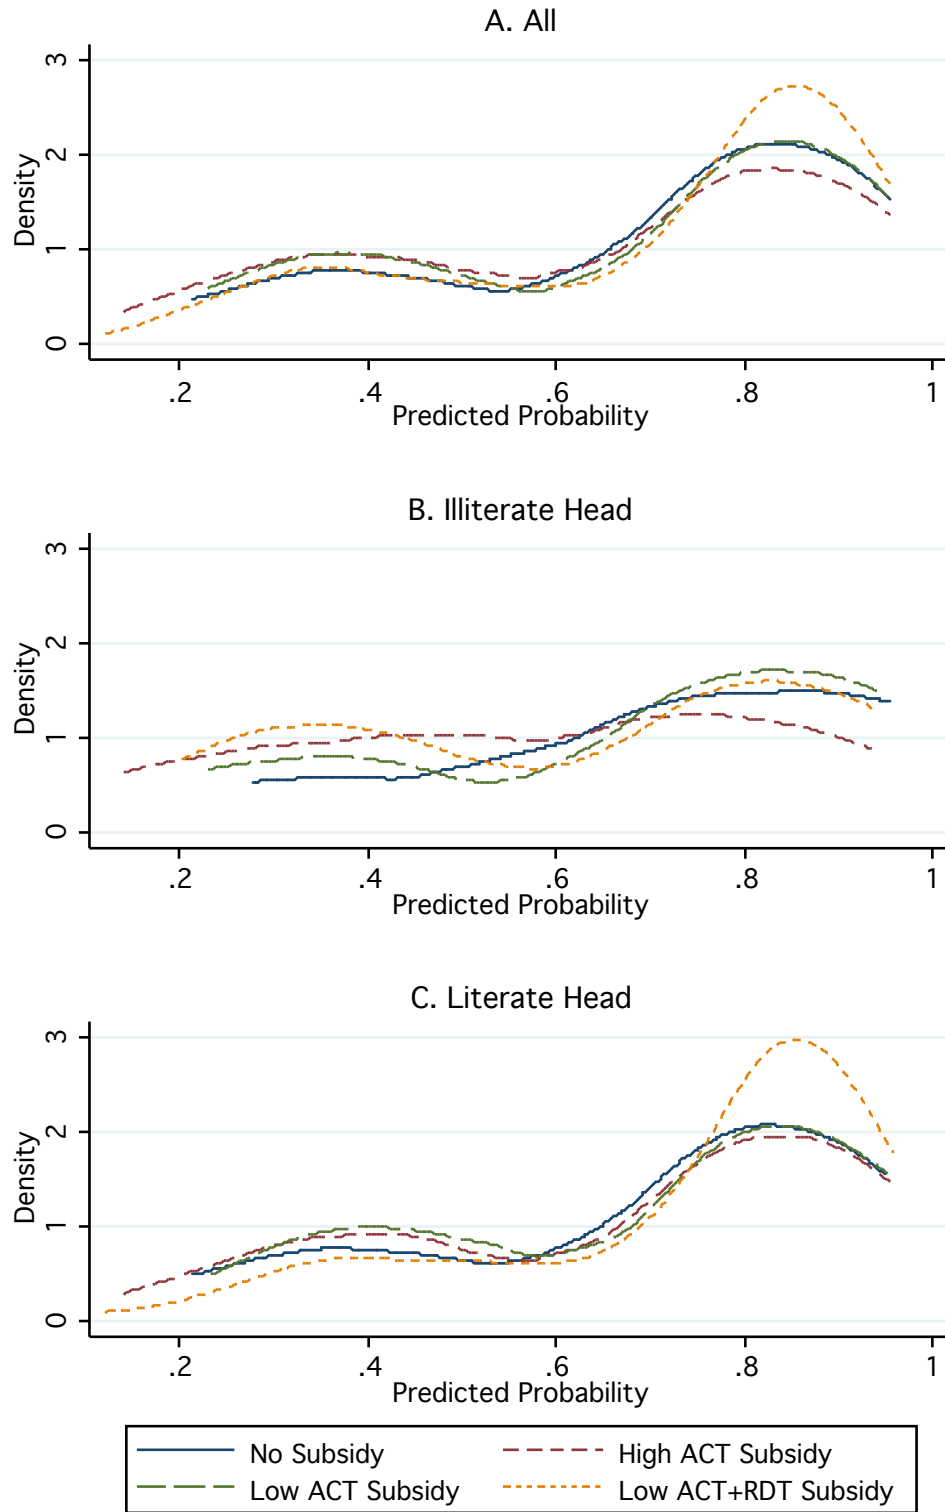 A. All
3
2
1
0
Density
.2 .4 .6 .8 1
Predicted Probability
B. Illiterate Head
3
2
1
0
Density
.2 .4 .6 .8 1
Predicted Probability
C. Literate Head
3
2
1
0
Density
.2 .4 .6 .8 1
Predicted Probability
No Subsidy High ACT Subsidy
Low ACT Subsidy Low ACT+RDT Subsidy